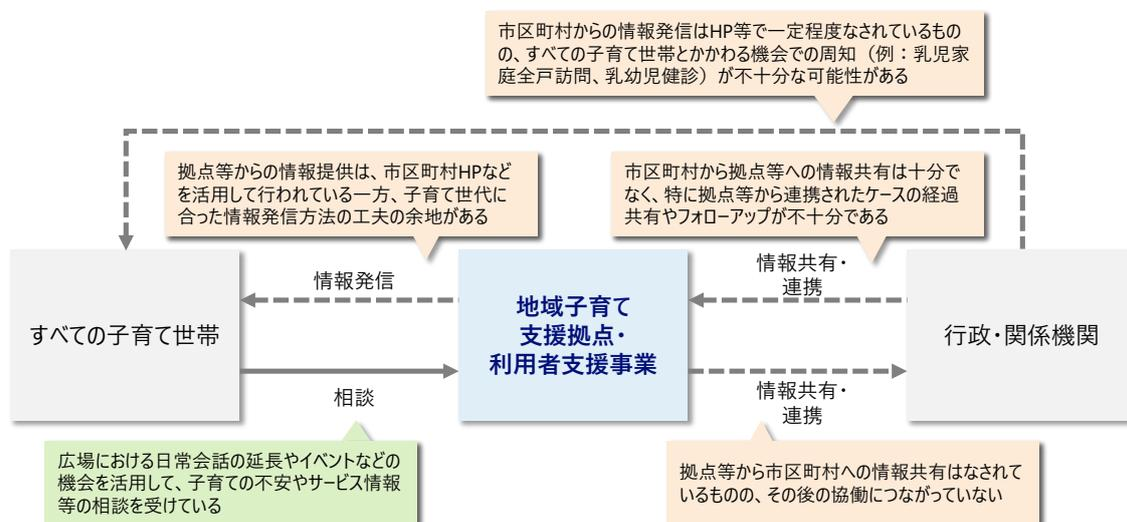 市区町村からの情報発信はHP等で一定程度なされているもの
の、すべての子育て世帯とかかわる機会での周知（例：乳児家
庭全戸訪問、乳幼児健診）が不十分な可能性がある
拠点等からの情報提供は、市区町村HPなど
を活用して行われている一方、子育て世代に
合った情報発信方法の工夫の余地がある
市区町村から拠点等への情報共有は十分で
なく、特に拠点等から連携されたケースの経過
共有やフォローアップが不十分である
すべての子育て世帯
情報発信
相談
地域子育て
支援拠点・
利用者支援事業
情報共有・
連携
情報共有・
連携
行政・関係機関
広場における日常会話の延長やイベントなどの
機会を活用して、子育ての不安やサービス情報
等の相談を受けている
拠点等から市区町村への情報共有はなされて
いるものの、その後の協働につながっていない